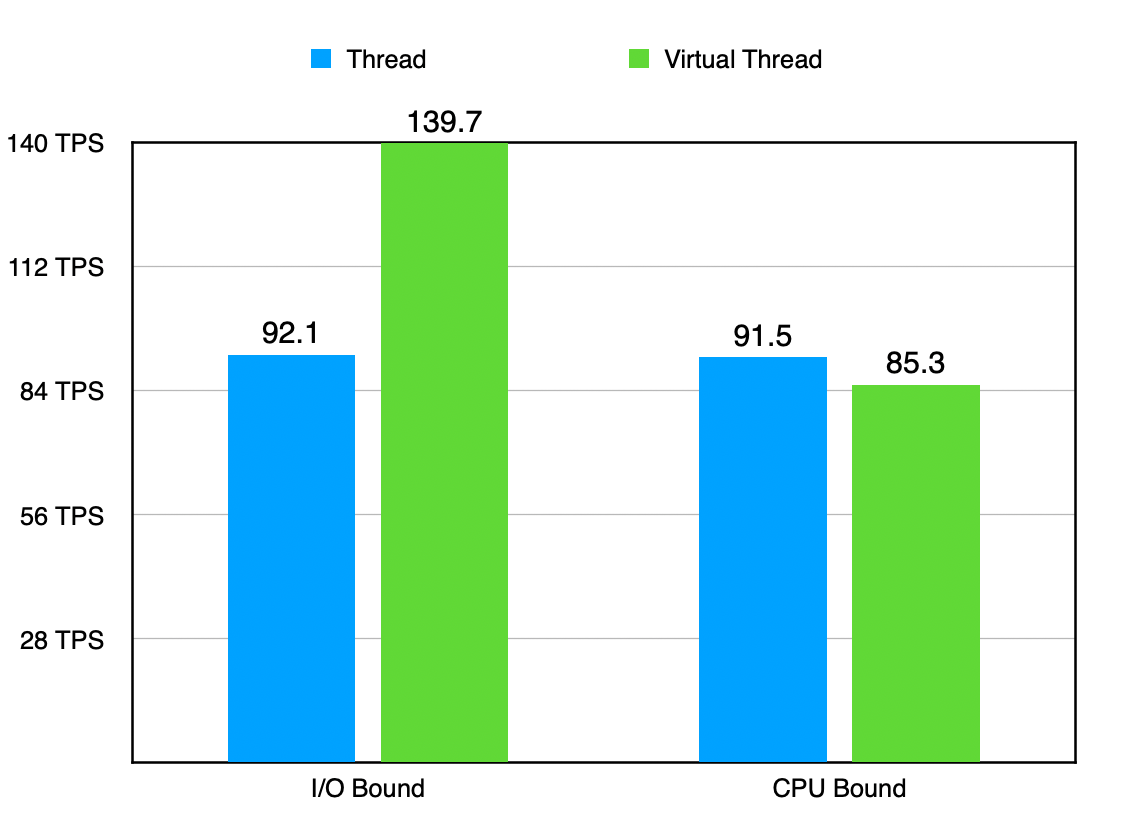 Thread Virtual Thread
139.7
140 TPS
112 TPS
92.1 91.5
85.3
84 TPS
56 TPS
28 TPS
I/O Bound CPU Bound